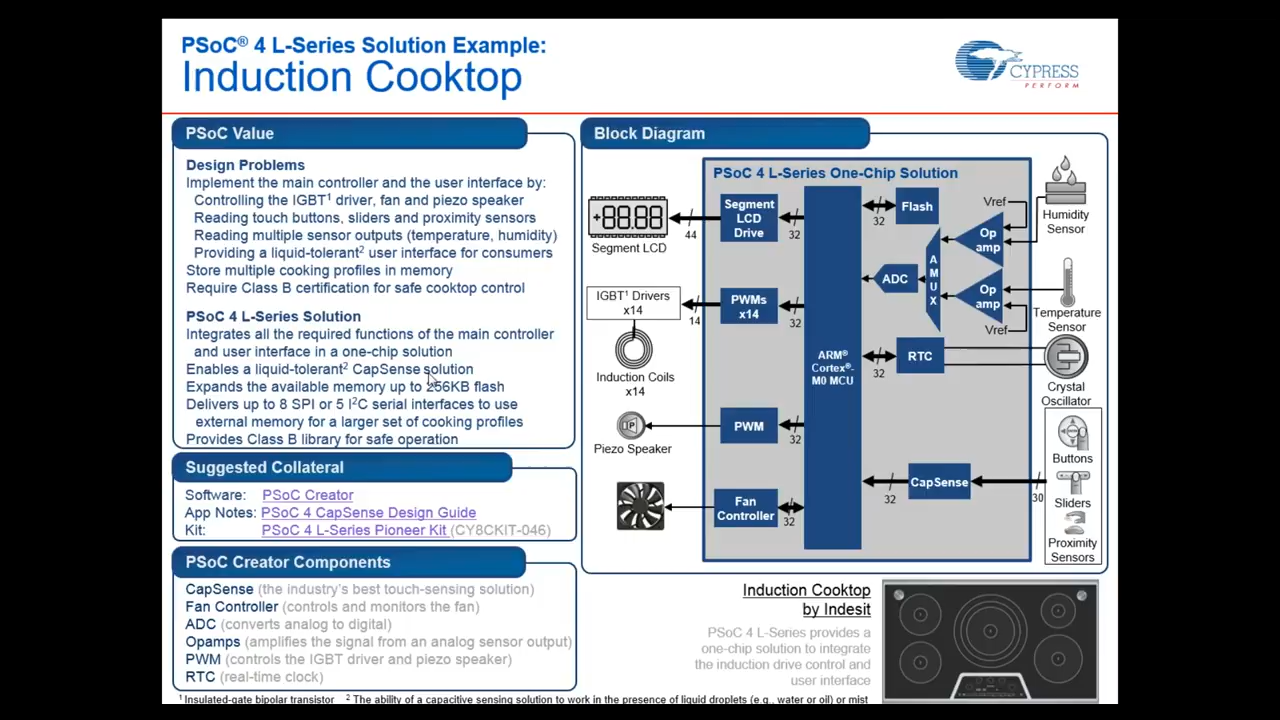 PSoC® 4 L-Series Solution Example:
Induction Cooktop
CYPRESS
PERFORM
PSoC Value
Design Problems
Implement the main controller and the user interface by:
Controlling the IGBT¹ driver, fan and piezo speaker
Reading touch buttons, sliders and proximity sensors
Reading multiple sensor outputs (temperature, humidity)
Providing a liquid-tolerant² user interface for consumers
Store multiple cooking profiles in memory
Require Class B certification for safe cooktop control
PSoC 4 L-Series Solution
Integrates all the required functions of the main controller
and user interface in a one-chip solution
Enables a liquid-tolerant² CapSense solution
Expands the available memory up to 256KB flash
Delivers up to 8 SPI or 5 I²C serial interfaces to use
external memory for a larger set of cooking profiles
Provides Class B library for safe operation
Suggested Collateral
Software: PSoC Creator
App Notes: PSoC 4 CapSense Design Guide
Kit: PSoC 4 L-Series Pioneer Kit (CY8CKIT-046)
PSoC Creator Components
CapSense (the industry's best touch-sensing solution)
Fan Controller (controls and monitors the fan)
ADC (converts analog to digital)
Opamps (amplifies the signal from an analog sensor output)
PWM (controls the IGBT driver and piezo speaker)
RTC (real-time clock)
Block Diagram
PSoC 4 L-Series One-Chip Solution
+88.88
Segment LCD
44
Segment
LCD
Drive
32
IGBT¹ Drivers
x14
14
PWMs
x14
32
Induction Coils
x14
P
Piezo Speaker
PWM
32
Fan
Controller
32
ARM®
Cortex®-
M0 MCU
32
Flash
ADC
A
M
U
X
Op
amp
Vref
Op
amp
Vref
32
RTC
32
CapSense
30
Humidity
Sensor
Temperature
Sensor
Crystal
Oscillator
Buttons
Sliders
Proximity
Sensors
Induction Cooktop
by Indesit
PSoC 4 L-Series provides a
one-chip solution to integrate
the induction drive control and
user interface
¹ Insulated-gate bipolar transistor ² The ability of a capacitive sensing solution to work in the presence of liquid droplets (e.g., water or oil) or mist